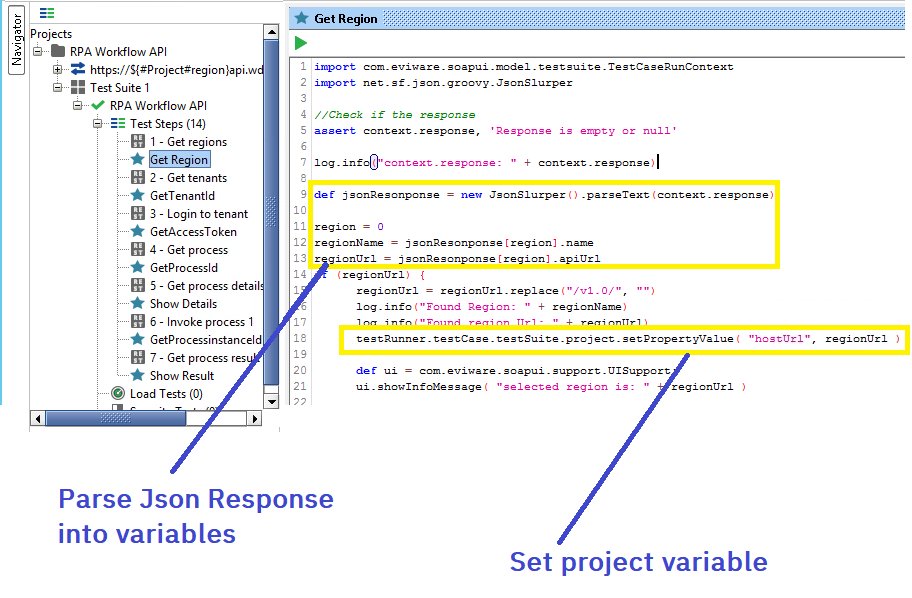 Navigator
Projects
RPA Workflow API
https://${#Project#region}api.wd
Test Suite 1
RPA Workflow API
Test Steps (14)
REST 1 - Get regions
Get Region
REST 2 - Get tenants
GetTenantId
REST 3 - Login to tenant
GetAccessToken
REST 4 - Get process
GetProcessId
REST 5 - Get process details
Show Details
REST 6 - Invoke process 1
GetProcessinstanceId
REST 7 - Get process result
Show Result
Load Tests (0)
Get Region
1 import com.eviware.soapui.model.testsuite.TestCaseRunContext
2 import net.sf.json.groovy.JsonSlurper
3
4 //Check if the response
5 assert context.response, 'Response is empty or null'
6
7 log.info("context.response: " + context.response)
8
9 def jsonResonponse = new JsonSlurper().parseText(context.response)
10
11 region = 0
12 regionName = jsonResonponse[region].name
13 regionUrl = jsonResonponse[region].apiUrl
14 if (regionUrl) {
15 regionUrl = regionUrl.replace("/v1.0/", "")
16 log.info("Found Region: " + regionName)
17 log.info("Found region Url: " + regionUrl)
18 testRunner.testCase.testSuite.project.setPropertyValue( "hostUrl", regionUrl )
20 def ui = com.eviware.soapui.support.UISupport;
21 ui.showInfoMessage( "selected region is: " + regionUrl )
22
Parse Json Response
into variables
Set project variable